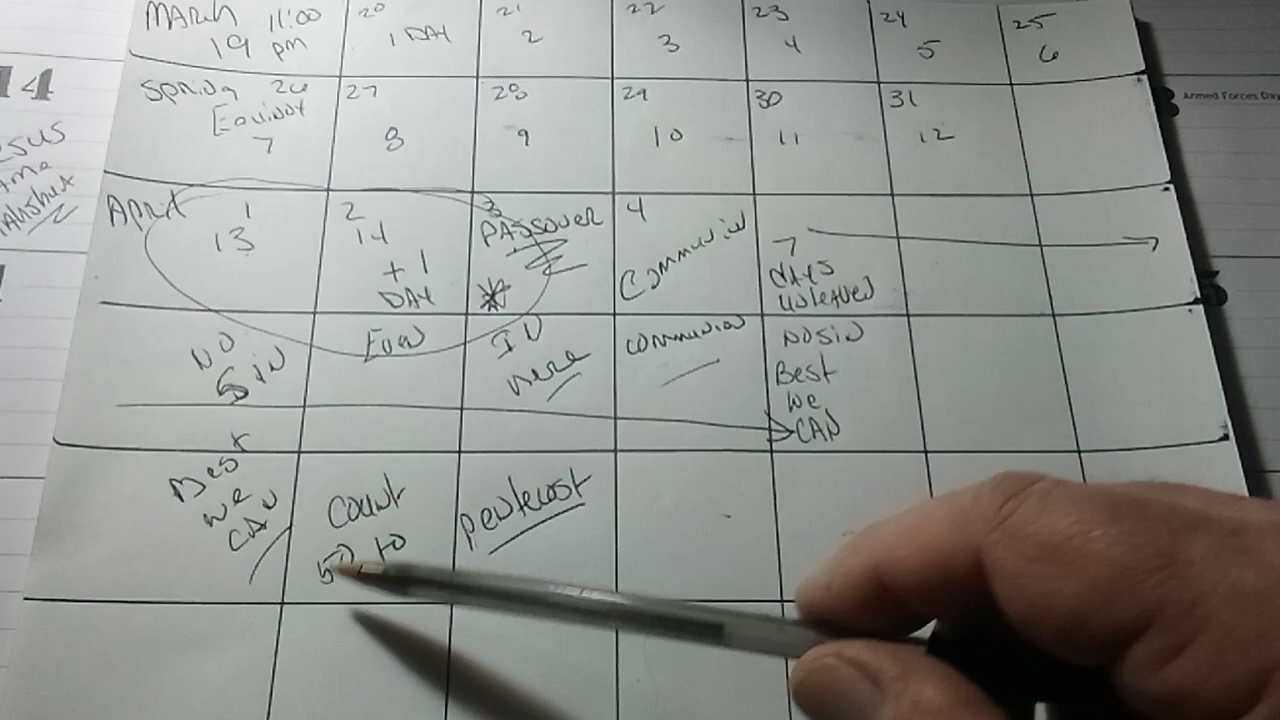 MARCH 11:00
19 pm
20
1 DAY
21
2
22
3
23
4
24
5
25
6
Spring 26
Equinox
7
27
8
28
9
29
10
30
11
31
12
April 1
13
2
14
+ 1
DAY
3
PASSOVER
4
Communion
7
days
14
Armed Forces Day
NO
Sin
Even
IN
here
communion
NO SiN
Best
we
CAN
Best
we
CAN
Count
50 to
pentecost